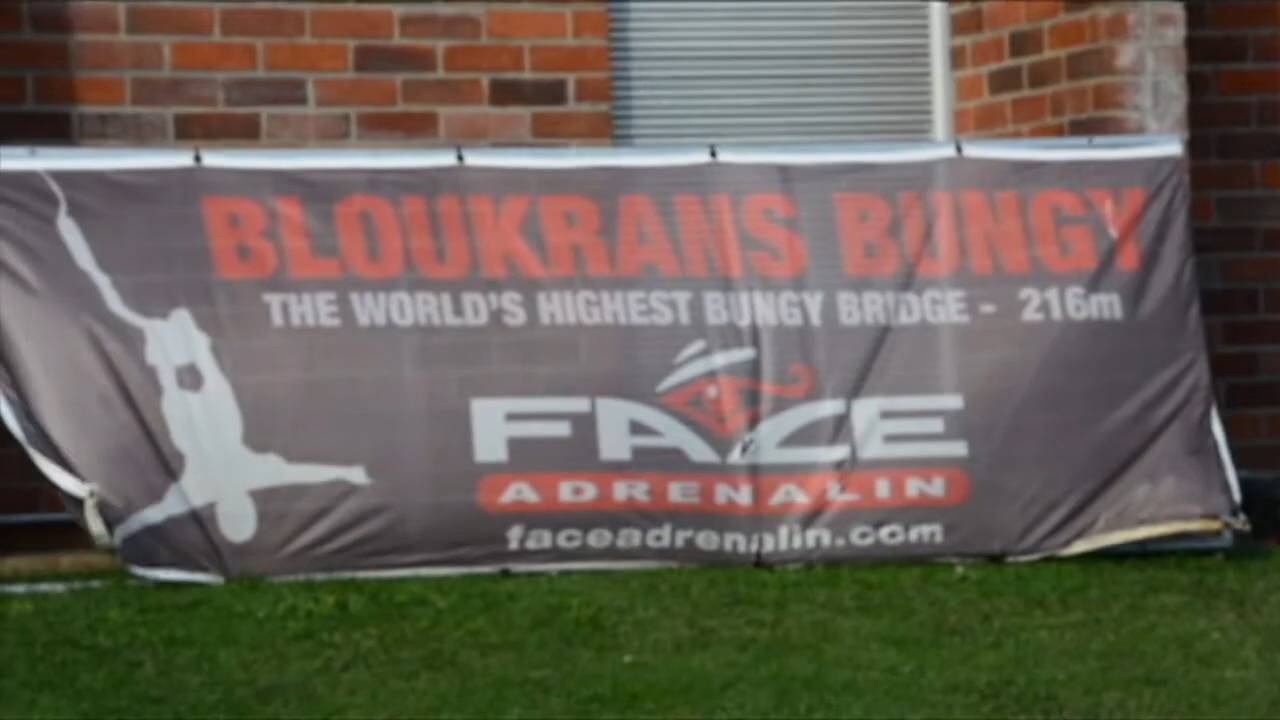 BLOUKRANS BUNGY
THE WORLD'S HIGHEST BUNGY BRIDGE - 216m
FACE
ADRENALIN
faceadrenalin.com